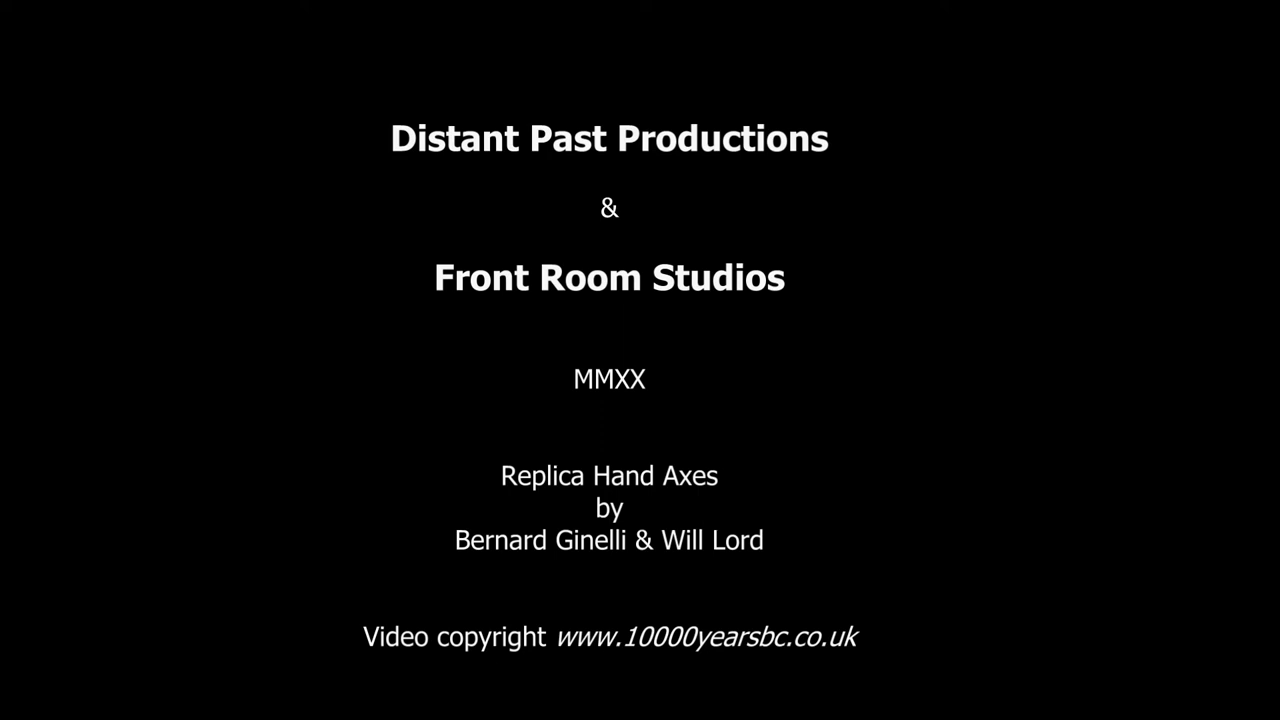 Distant Past Productions
&
Front Room Studios
MMXX
Replica Hand Axes
by
Bernard Ginelli & Will Lord
Video copyright www.10000yearsbc.co.uk